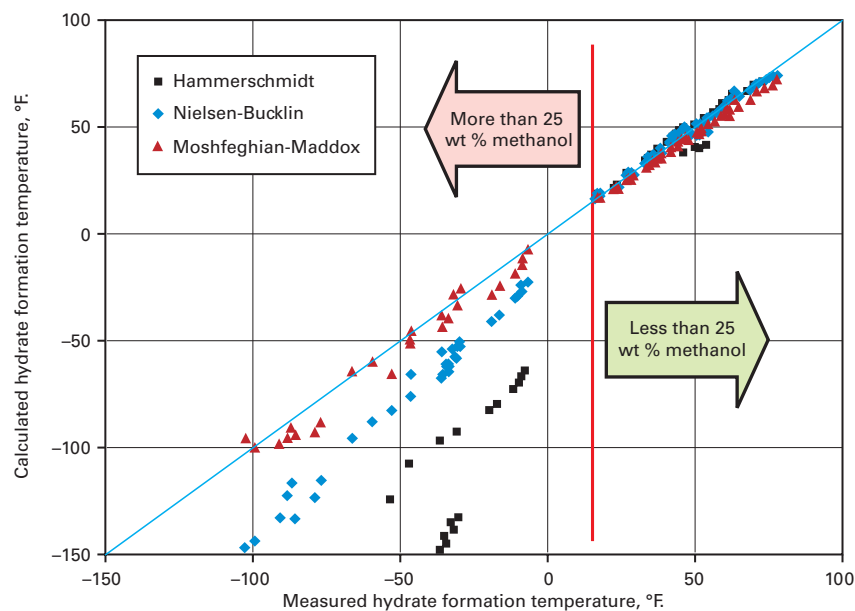 100
50
0
−50
−100
−150
Calculated hydrate formation temperature, °F.
Hammerschmidt
Nielsen-Bucklin
Moshfeghian-Maddox
More than 25
wt % methanol
Less than 25
wt % methanol
−150
−100
−50
0
50
100
Measured hydrate formation temperature, °F.